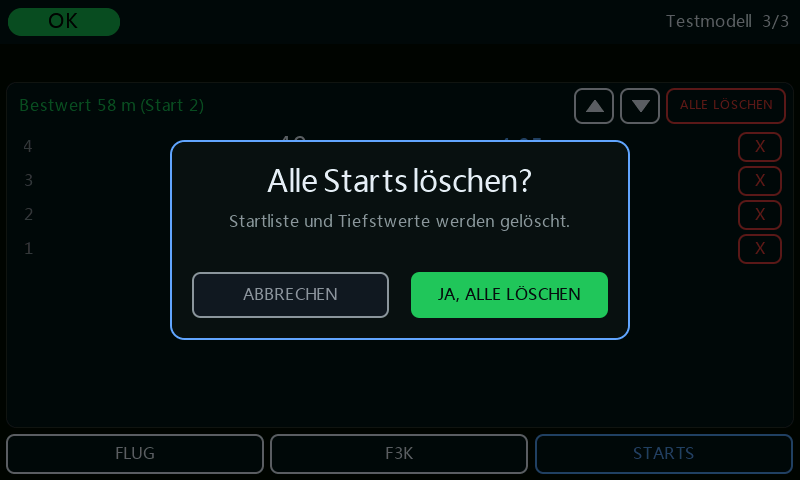 OK
Testmodell 3/3
Bestwert 58 m (Start 2)
ALLE LÖSCHEN
4 X
3 X
2 X
1 X
Alle Starts löschen?
Startliste und Tiefstwerte werden gelöscht.
ABBRECHEN
JA, ALLE LÖSCHEN
FLUG
F3K
STARTS